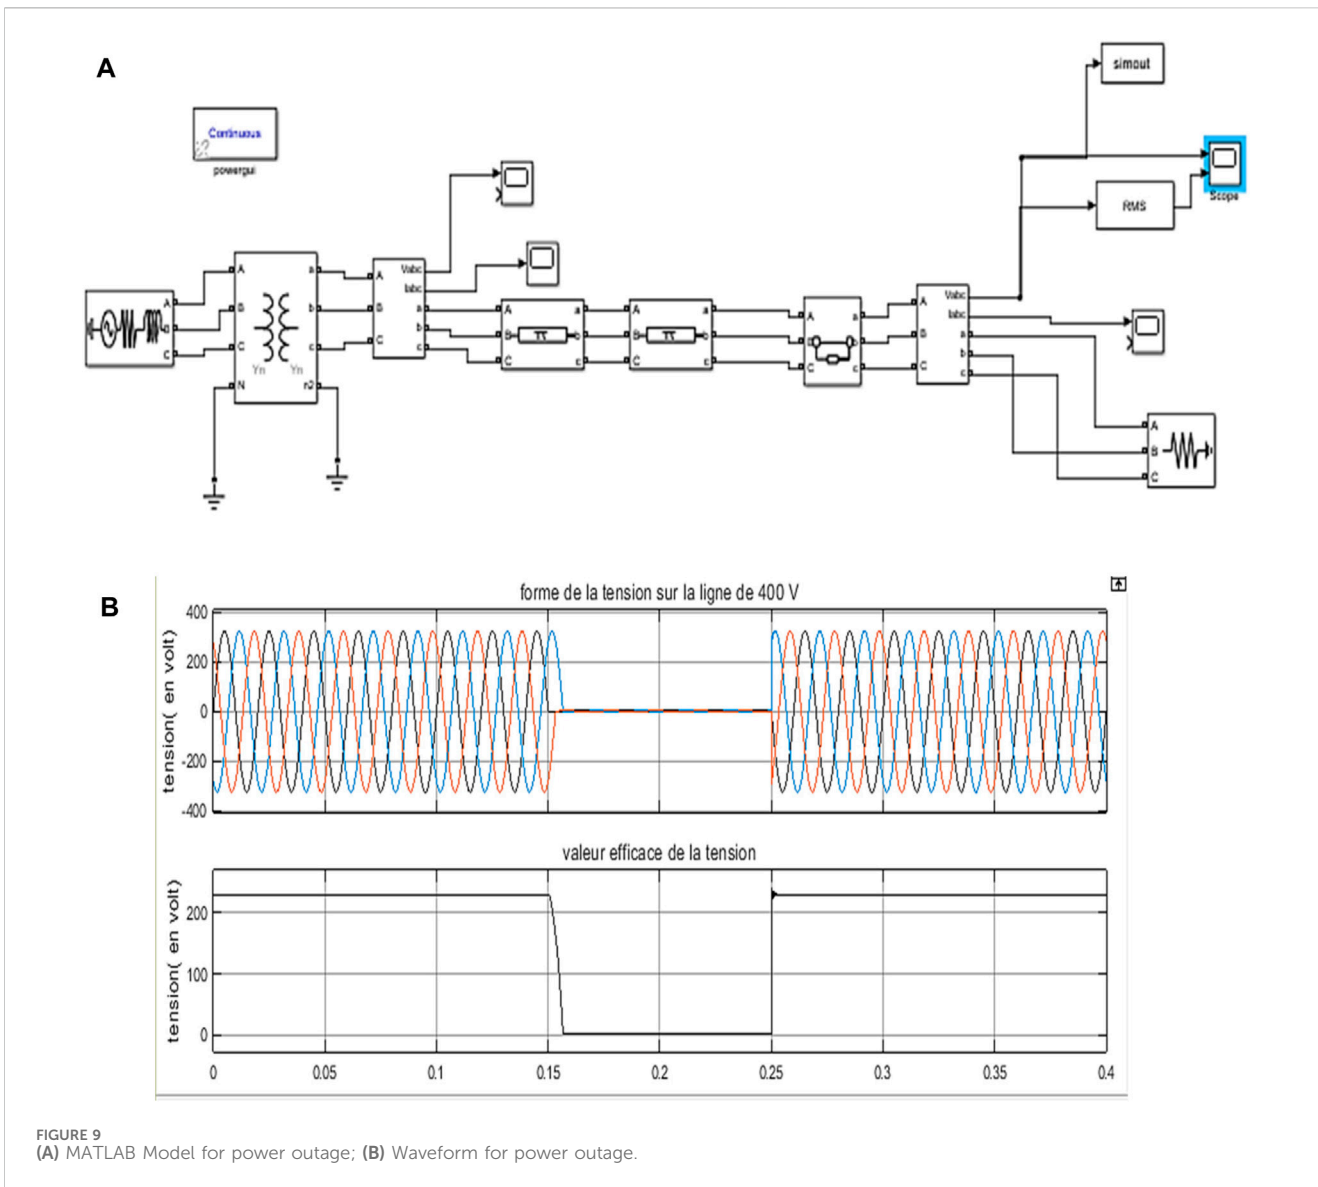 A
simout
Continuous
powergui
Scope
RMS
A
B
C
A
B
C
N
a
b
c
n2
Yn Yn
A
B
C
Vabc
Iabc
a
b
c
A
B
C
a
b
c
A
B
C
a
b
c
A
B
C
a
b
c
A
B
C
Vabc
Iabc
a
b
c
A
B
C
B
forme de la tension sur la ligne de 400 V
tension( en volt)
400
200
0
-200
-400
valeur efficace de la tension
tension( en volt)
200
100
0
0 0.05 0.1 0.15 0.2 0.25 0.3 0.35 0.4
FIGURE 9
(A) MATLAB Model for power outage; (B) Waveform for power outage.